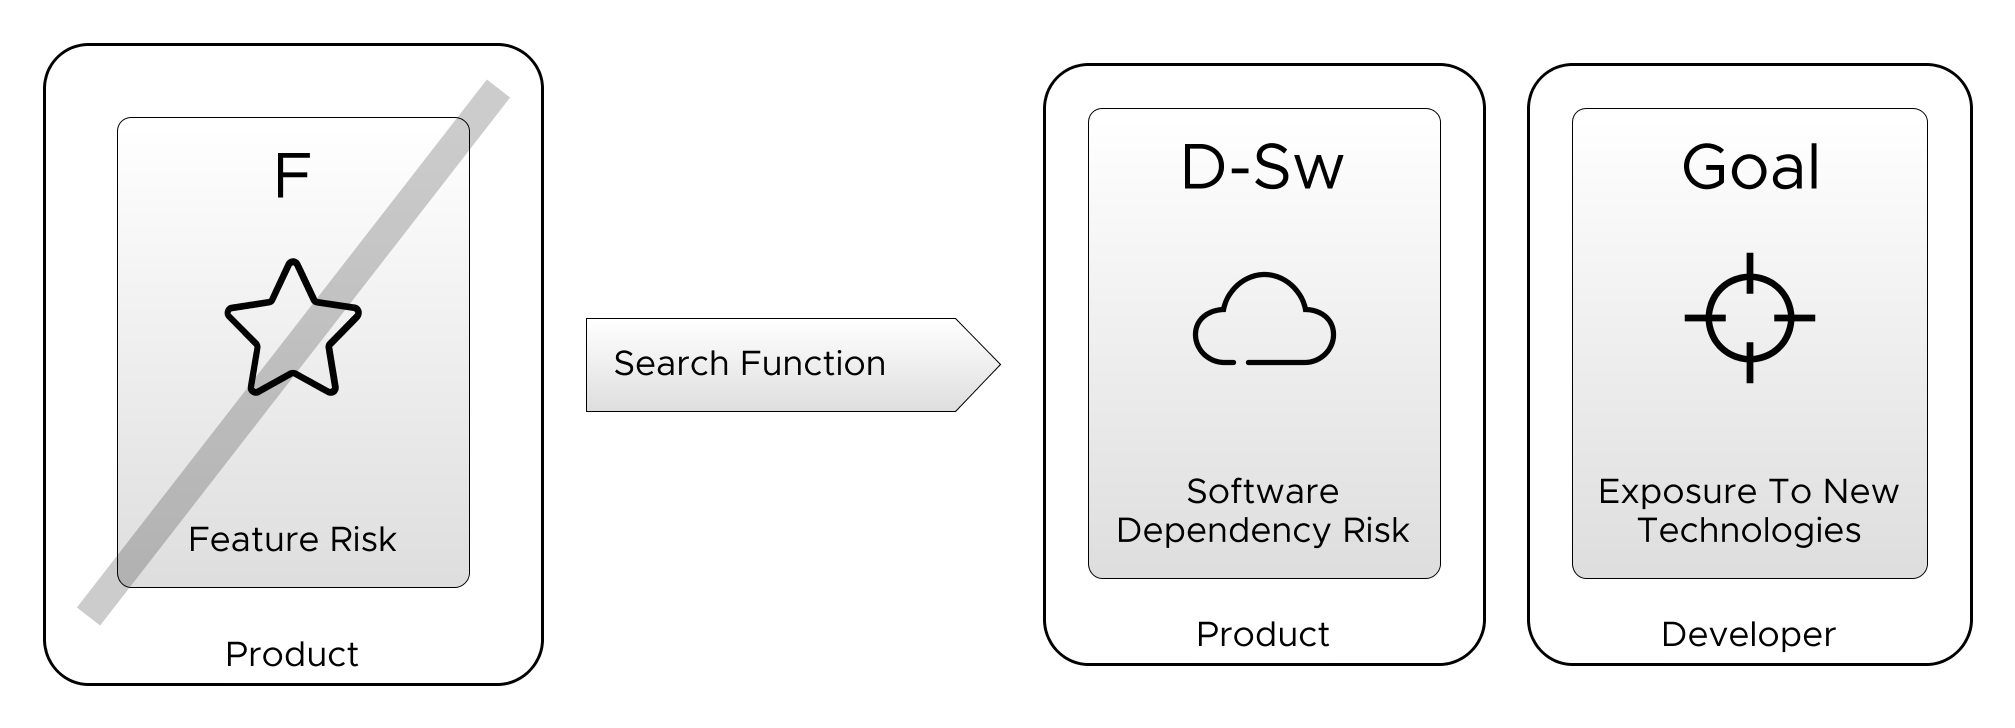 F
Feature Risk
Product
Search Function
D-Sw
Software
Dependency Risk
Product
Goal
Exposure To New
Technologies
Developer